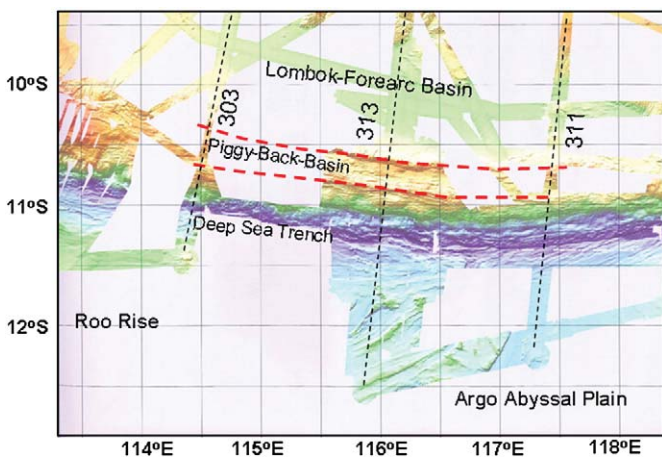 10ºS
11ºS
12ºS
Lombok-Forearc Basin
303
313
311
Piggy-Back-Basin
Deep Sea Trench
Roo Rise
Argo Abyssal Plain
114ºE
115ºE
116ºE
117ºE
118ºE